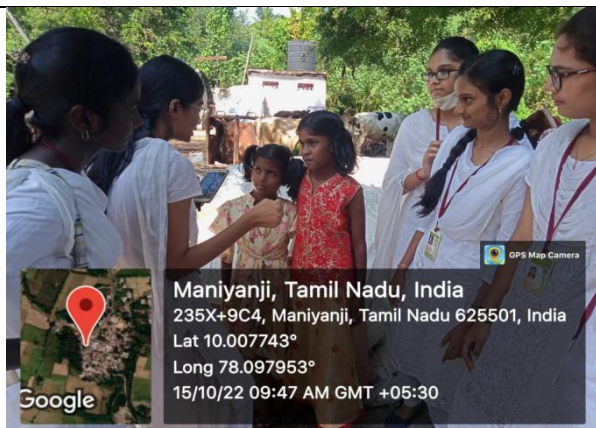 GPS Map Camera
Maniyanji, Tamil Nadu, India
235X+9C4, Maniyanji, Tamil Nadu 625501, India
Lat 10.007743°
Long 78.097953°
15/10/22 09:47 AM GMT +05:30
Google